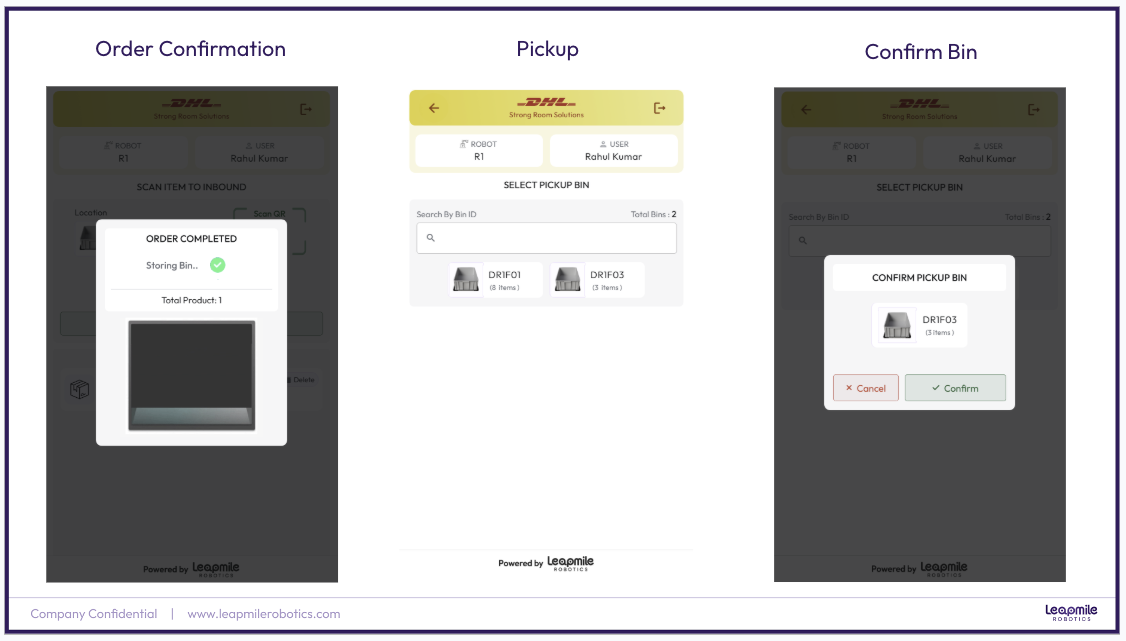 Order Confirmation
DHL
Strong Room Solutions
ROBOT
R1
USER
Rahul Kumar
SCAN ITEM TO INBOUND
Location
Scan QR
ORDER COMPLETED
Storing Bin..
Total Product: 1
Delete
Powered by Leapmile
ROBOTICS
Pickup
DHL
Strong Room Solutions
ROBOT
R1
USER
Rahul Kumar
SELECT PICKUP BIN
Search By Bin ID
Total Bins : 2
DR1F01
(8 items)
DR1F03
(3 items)
Powered by Leapmile
ROBOTICS
Confirm Bin
DHL
Strong Room Solutions
ROBOT
R1
USER
Rahul Kumar
SELECT PICKUP BIN
Search By Bin ID
Total Bins : 2
CONFIRM PICKUP BIN
DR1F03
(3 items)
Cancel
Confirm
Powered by Leapmile
ROBOTICS
Company Confidential | www.leapmilerobotics.com
Leapmile
ROBOTICS